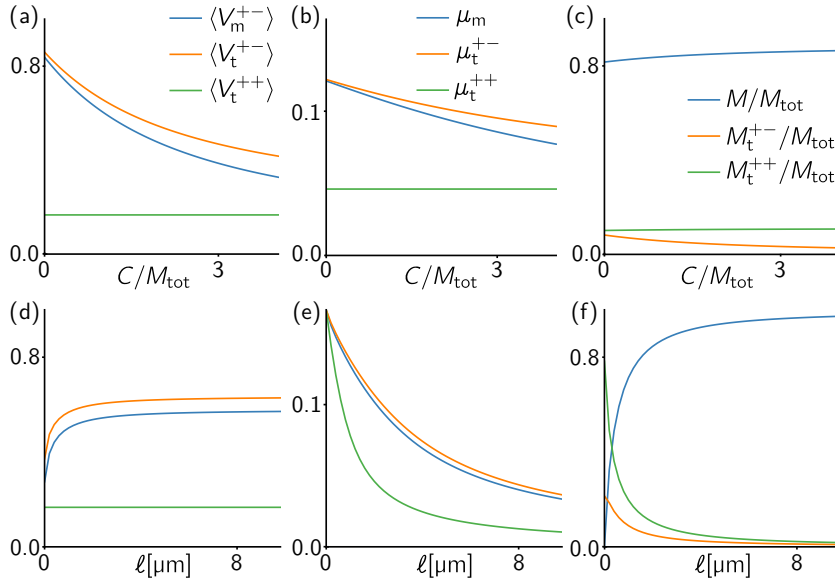 (a)
⟨V_m^{+−}⟩
⟨V_t^{+−}⟩
⟨V_t^{++}⟩
0.8
0.0
0
3
C/M_tot
(b)
μ_m
μ_t^{+−}
μ_t^{++}
0.1
0.0
0
3
C/M_tot
(c)
M/M_tot
M_t^{+−}/M_tot
M_t^{++}/M_tot
0.8
0.0
0
3
C/M_tot
(d)
0.8
0.0
0
8
ℓ[μm]
(e)
0.1
0.0
0
8
ℓ[μm]
(f)
0.8
0.0
0
8
ℓ[μm]